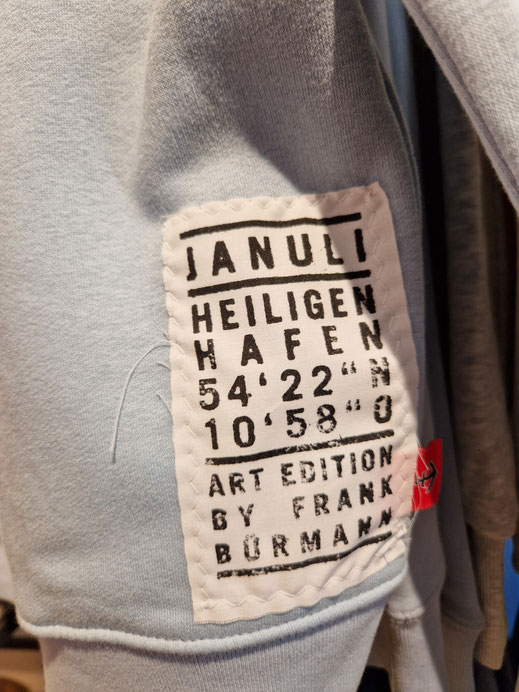 JANULI
HEILIGEN
HAFEN
54‘22“N
10‘58“O
ART EDITION
BY FRANK
BÜRMANN